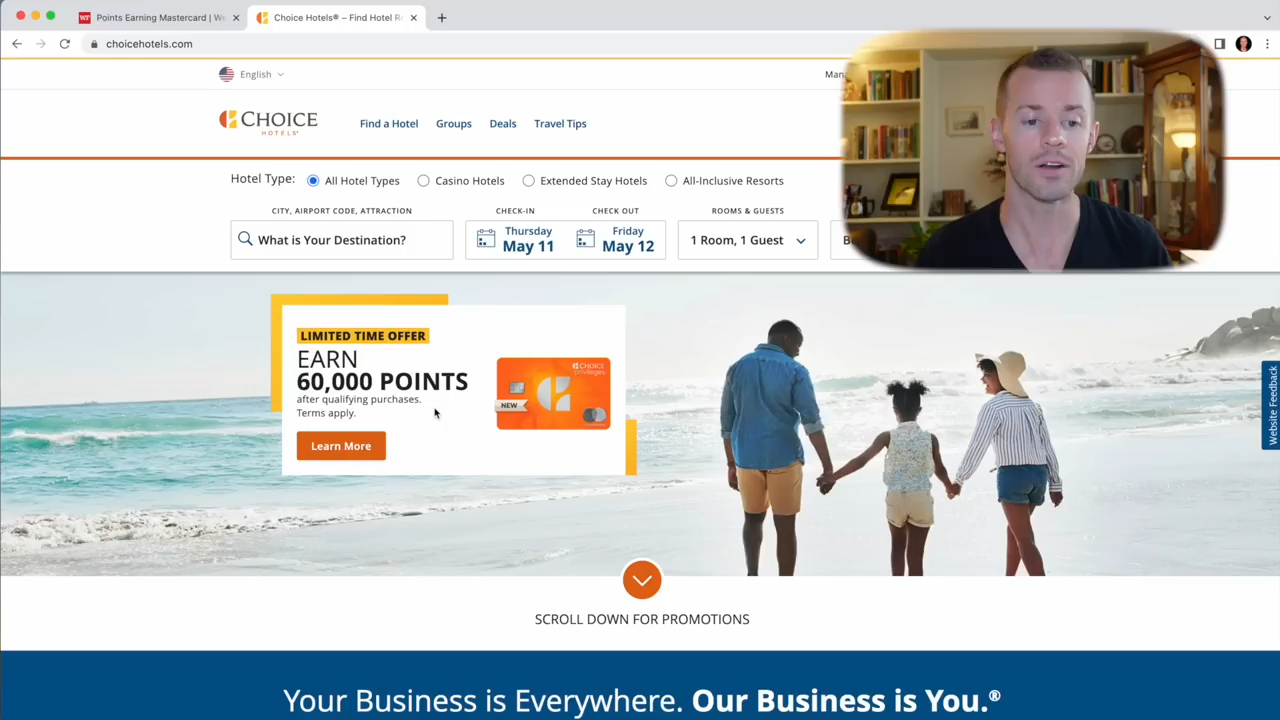 Points Earning Mastercard | We
Choice Hotels® – Find Hotel R
choicehotels.com
English
Man
CHOICE
HOTELS®
Find a Hotel
Groups
Deals
Travel Tips
Hotel Type:
All Hotel Types
Casino Hotels
Extended Stay Hotels
All-Inclusive Resorts
CITY, AIRPORT CODE, ATTRACTION
CHECK-IN
CHECK OUT
ROOMS & GUESTS
What is Your Destination?
Thursday
May 11
Friday
May 12
1 Room, 1 Guest
LIMITED TIME OFFER
EARN
60,000 POINTS
after qualifying purchases.
Terms apply.
Learn More
CHOICE
privileges
NEW
Website Feedback
SCROLL DOWN FOR PROMOTIONS
Your Business is Everywhere. Our Business is You.®